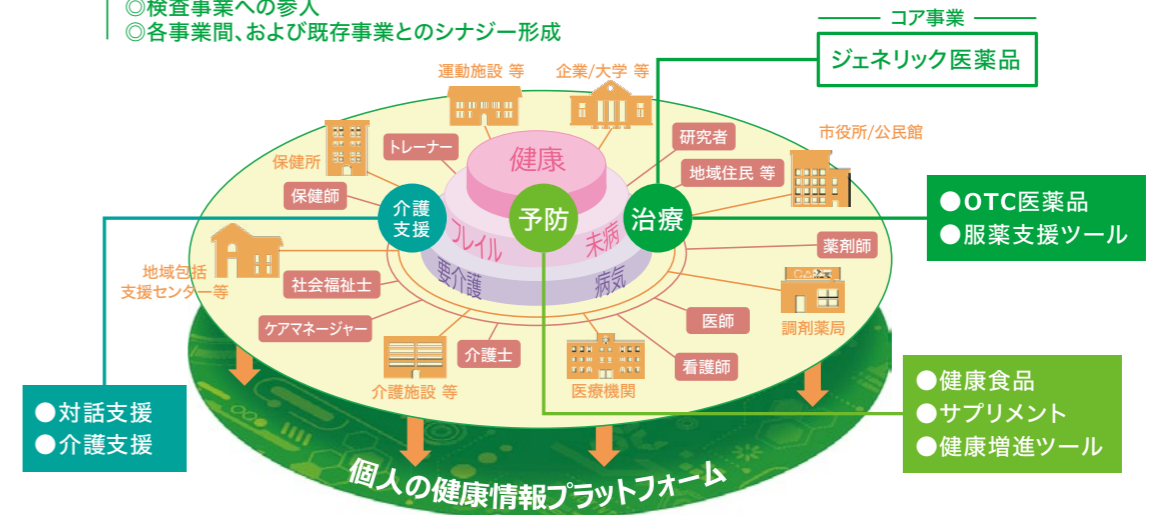 ◎検査事業への参入
◎各事業間、および既存事業とのシナジー形成
コア事業
ジェネリック医薬品
運動施設 等
企業/大学 等
市役所/公民館
保健所
トレーナー
健康
研究者
地域住民 等
保健師
介護
支援
予防
治療
●OTC医薬品
●服薬支援ツール
フレイル
未病
薬剤師
要介護
病気
地域包括
支援センター等
社会福祉士
ケアマネージャー
医師
調剤薬局
介護士
看護師
介護施設 等
医療機関
●対話支援
●介護支援
●健康食品
●サプリメント
●健康増進ツール
個人の健康情報プラットフォーム